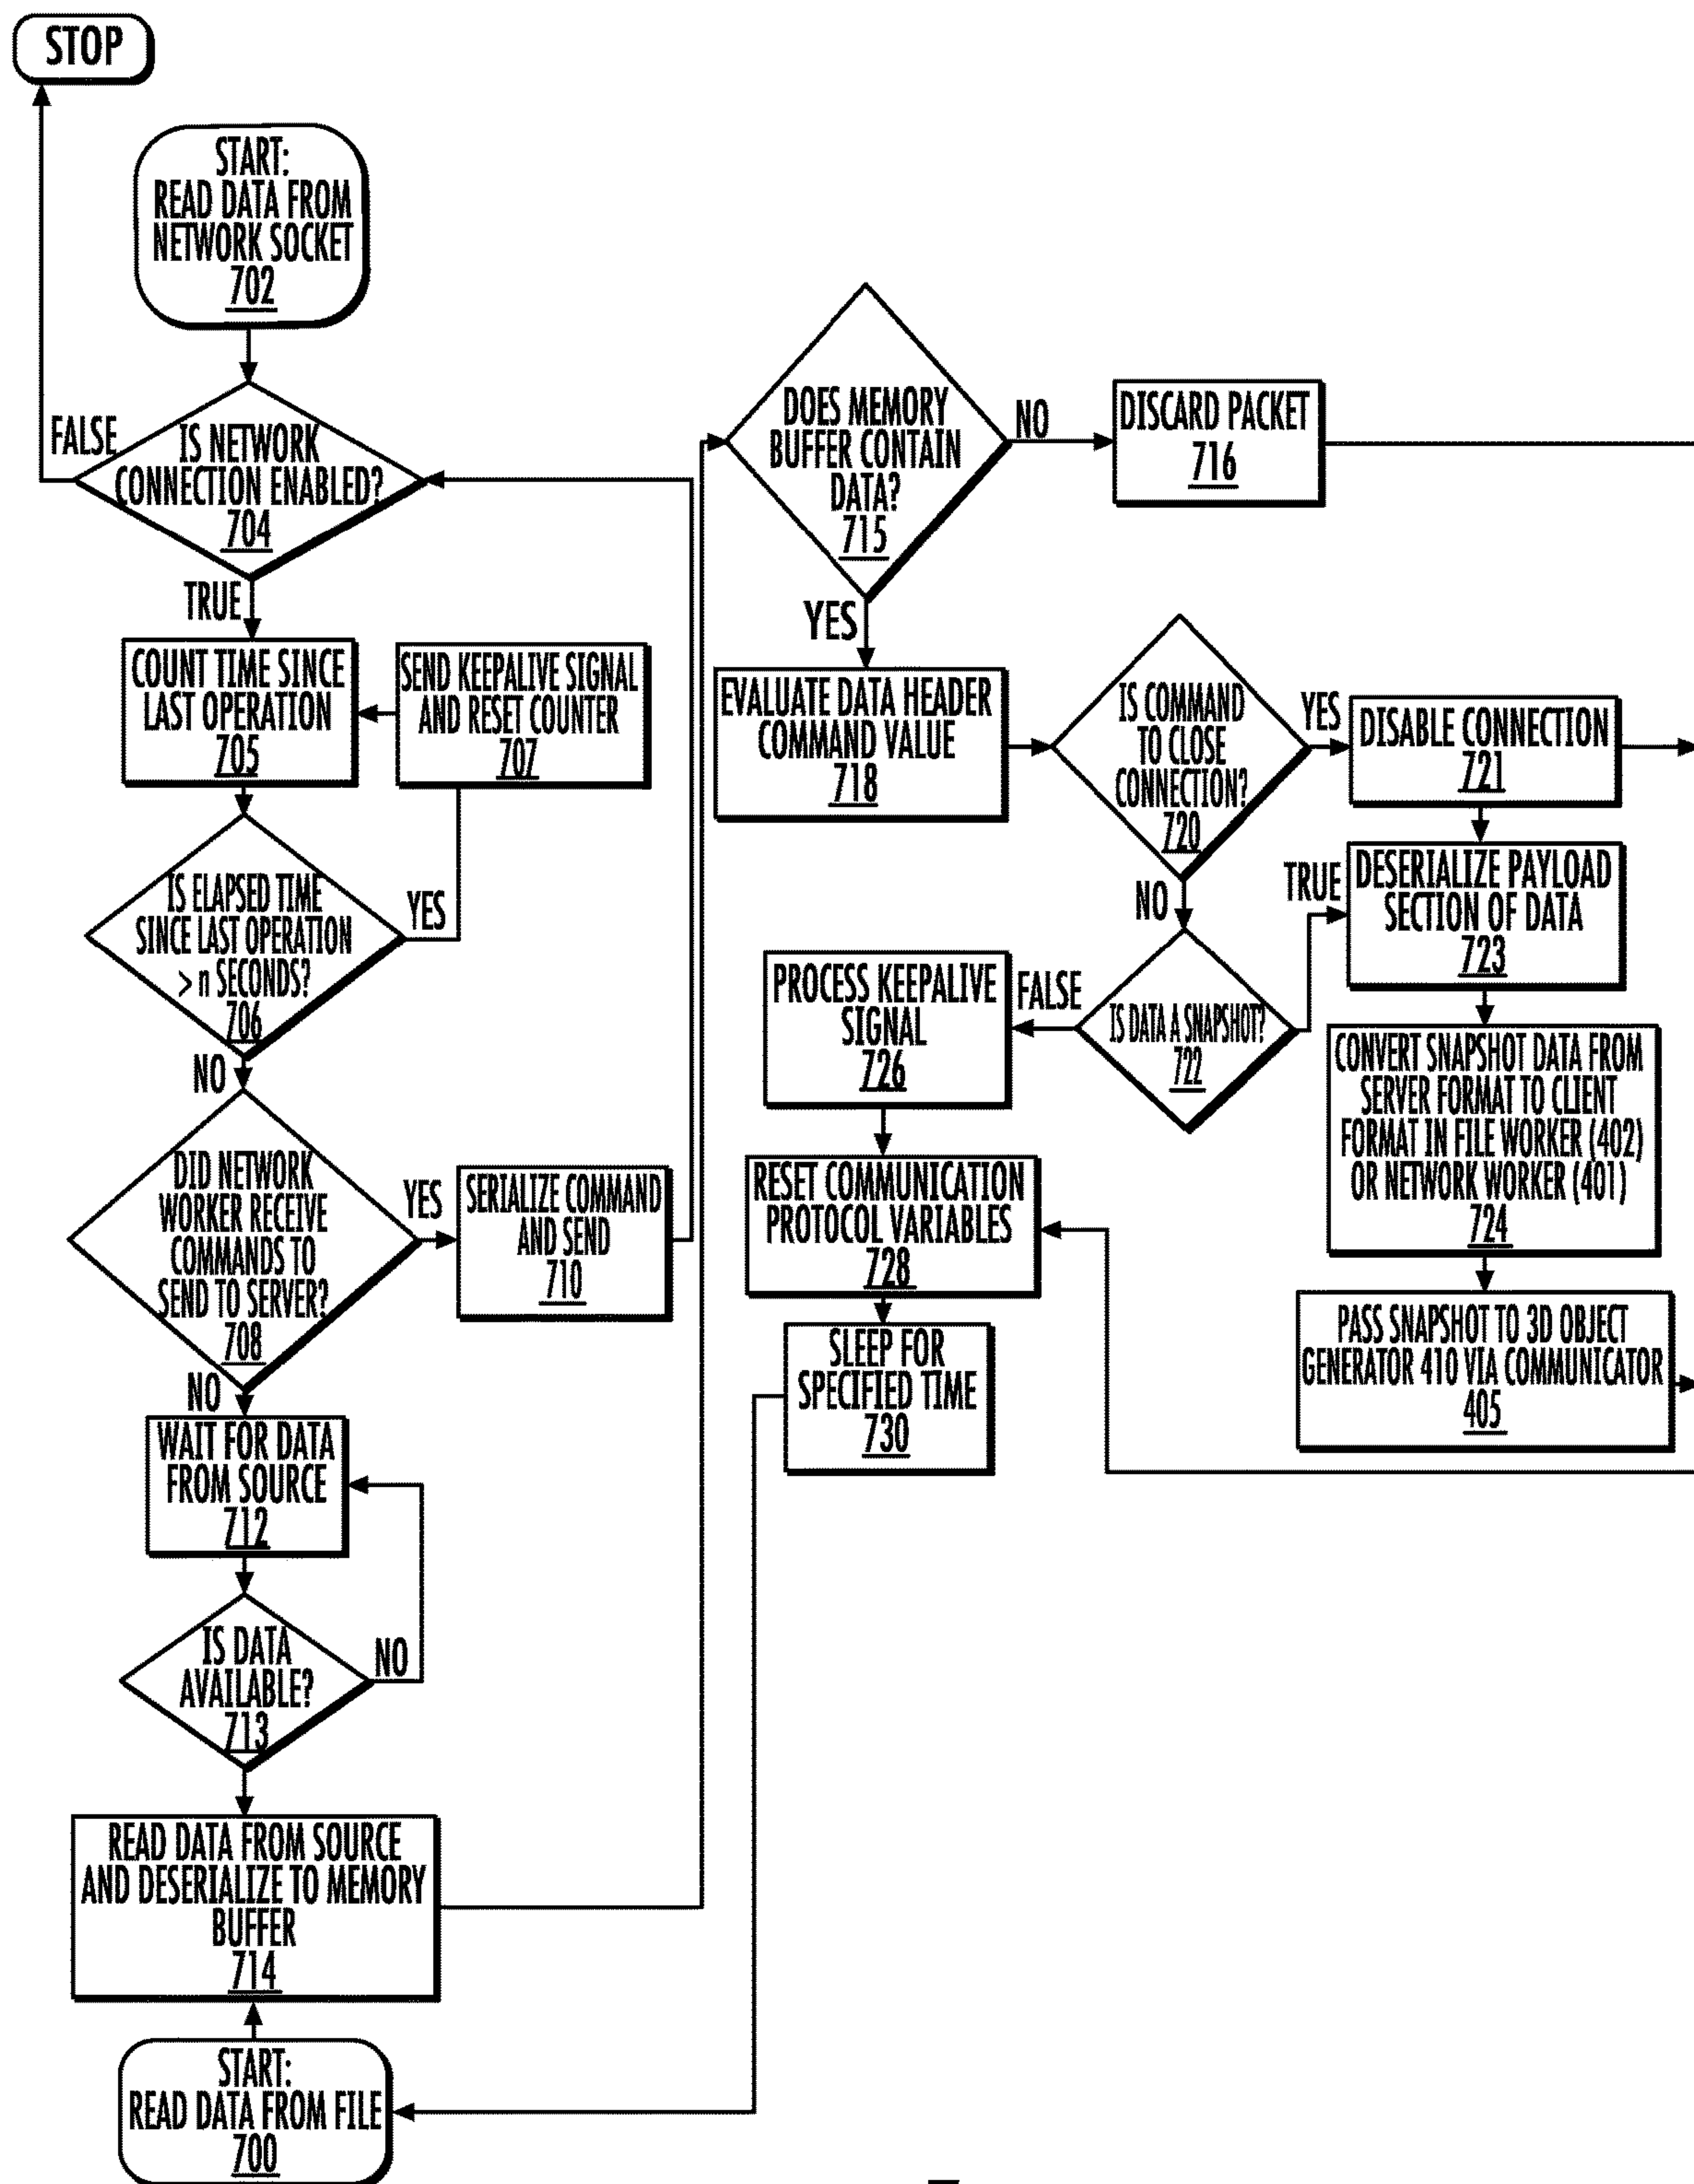 STOP
START:
READ DATA FROM
NETWORK SOCKET
702
FALSE
IS NETWORK
CONNECTION ENABLED?
704
TRUE
COUNT TIME SINCE
LAST OPERATION
705
SEND KEEPALIVE SIGNAL
AND RESET COUNTER
707
IS ELAPSED TIME
SINCE LAST OPERATION
> n SECONDS?
706
YES
NO
DID NETWORK
WORKER RECEIVE
COMMANDS TO
SEND TO SERVER?
708
YES
SERIALIZE COMMAND
AND SEND
710
NO
WAIT FOR DATA
FROM SOURCE
712
IS DATA
AVAILABLE?
713
NO
READ DATA FROM SOURCE
AND DESERIALIZE TO MEMORY
BUFFER
714
START:
READ DATA FROM FILE
700
DOES MEMORY
BUFFER CONTAIN
DATA?
715
NO
DISCARD PACKET
716
YES
EVALUATE DATA HEADER
COMMAND VALUE
718
IS COMMAND
TO CLOSE
CONNECTION?
720
YES
DISABLE CONNECTION
721
NO
TRUE
DESERIALIZE PAYLOAD
SECTION OF DATA
723
IS DATA A SNAPSHOT?
722
FALSE
PROCESS KEEPALIVE
SIGNAL
726
CONVERT SNAPSHOT DATA FROM
SERVER FORMAT TO CLIENT
FORMAT IN FILE WORKER (402)
OR NETWORK WORKER (401)
724
RESET COMMUNICATION
PROTOCOL VARIABLES
728
PASS SNAPSHOT TO 3D OBJECT
GENERATOR 410 VIA COMMUNICATOR
405
SLEEP FOR
SPECIFIED TIME
730